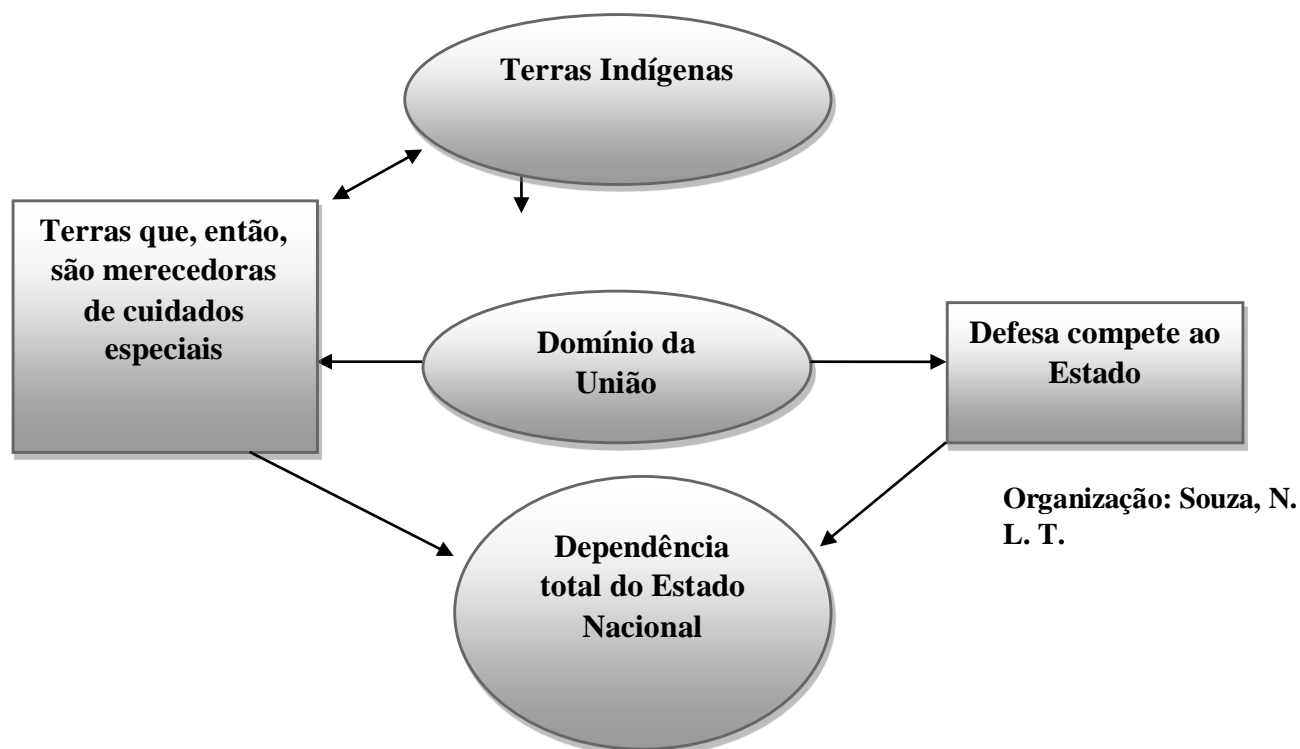 Terras Indígenas
Terras que, então,
são merecedoras
de cuidados
especiais
Domínio da
União
Defesa compete ao
Estado
Organização: Souza, N.
L. T.
Dependência
total do Estado
Nacional